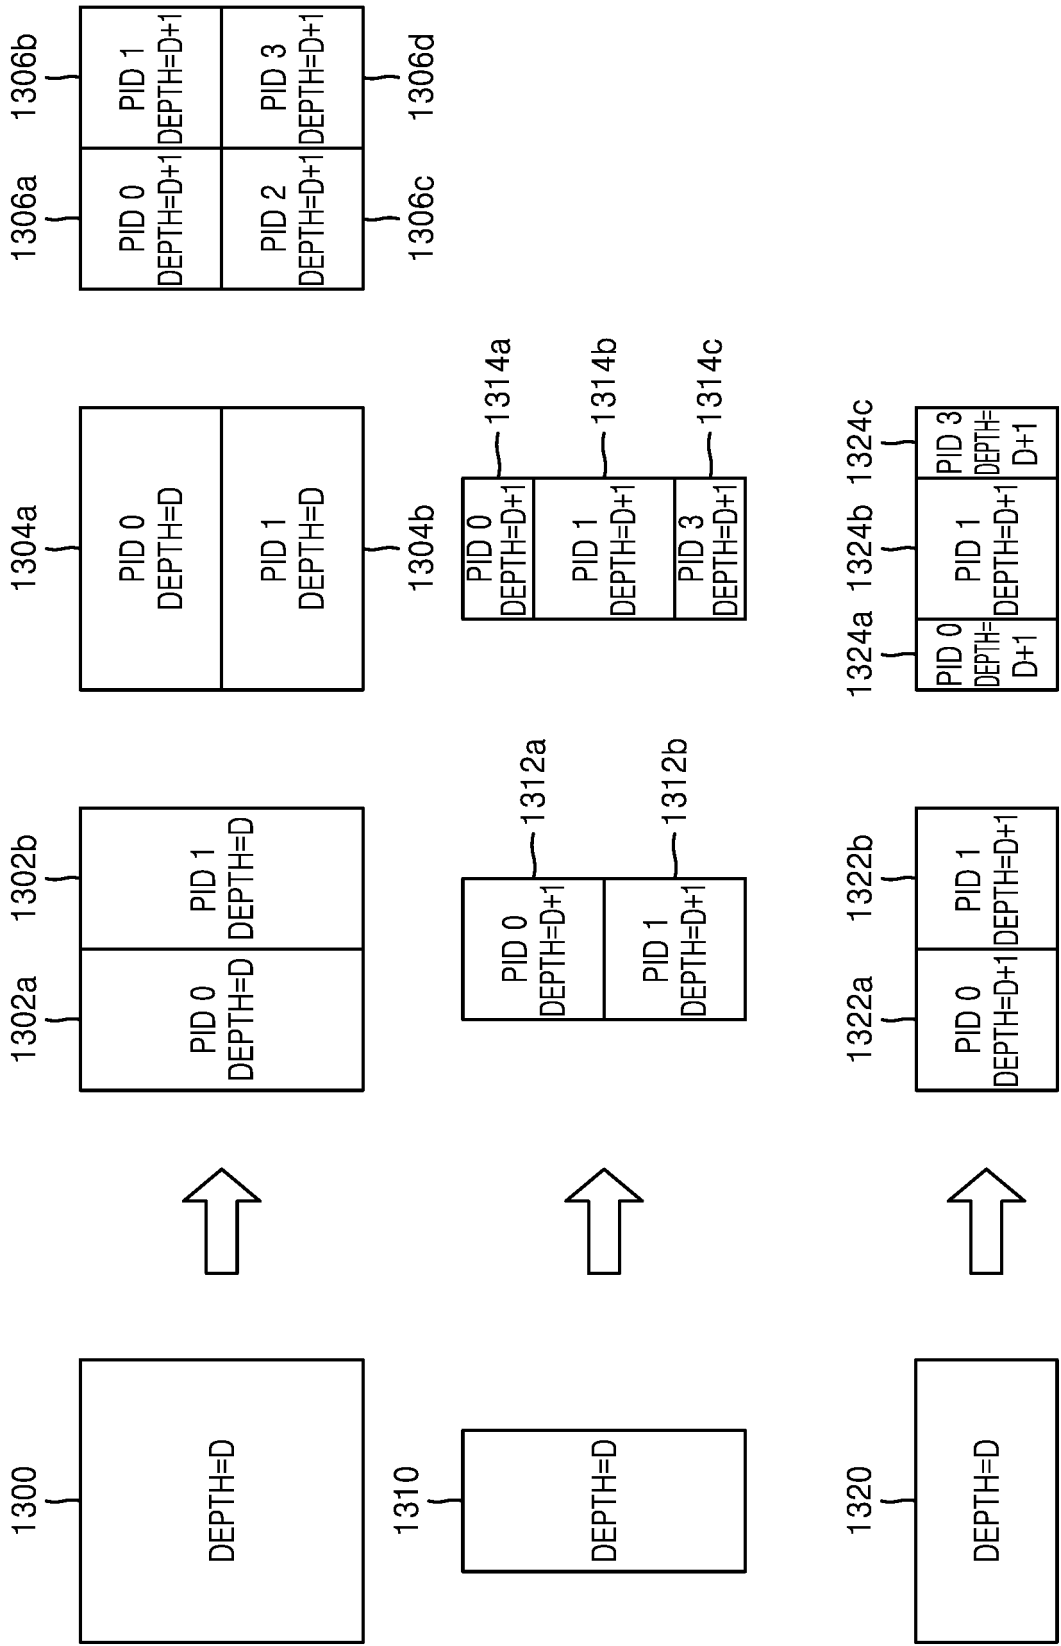 1300
DEPTH=D
1302a
1302b
PID 0
DEPTH=D
PID 1
DEPTH=D
1304a
PID 0
DEPTH=D
PID 1
DEPTH=D
1304b
1306a
1306b
PID 0
DEPTH=D+1
PID 1
DEPTH=D+1
PID 2
DEPTH=D+1
PID 3
DEPTH=D+1
1306c
1306d
1310
DEPTH=D
PID 0
DEPTH=D+1
1312a
PID 1
DEPTH=D+1
1312b
PID 0
DEPTH=D+1
1314a
PID 1
DEPTH=D+1
1314b
PID 3
DEPTH=D+1
1314c
1320
DEPTH=D
1322a
1322b
PID 0
DEPTH=D+1
PID 1
DEPTH=D+1
1324a
1324b
1324c
PID 0
DEPTH=
D+1
PID 1
DEPTH=D+1
PID 3
DEPTH=
D+1